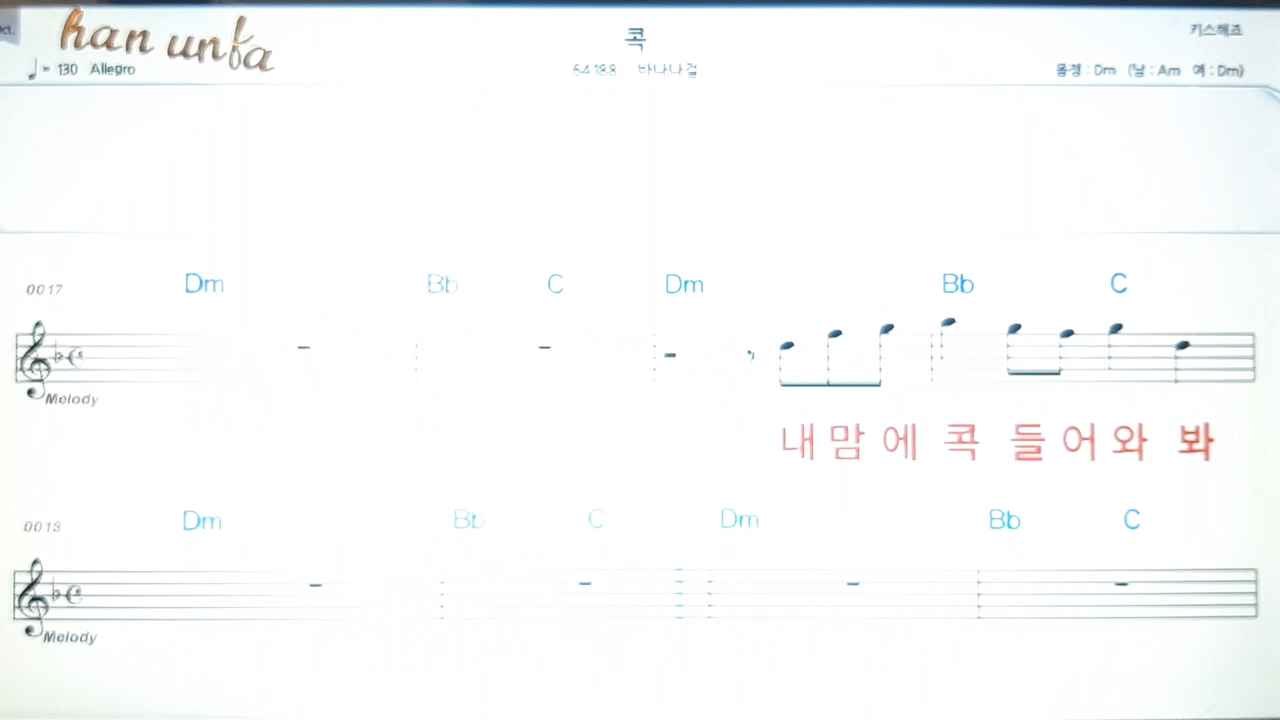 han unfa
콕
키스해죠
♩= 130 Allegro
64188 바나나걸
음정 : Dm (남 : Am 여 : Dm)
0017 Dm Bb C Dm Bb C
Melody
내 맘 에 콕 들 어 와 봐
0013 Dm Bb C Dm Bb C
Melody